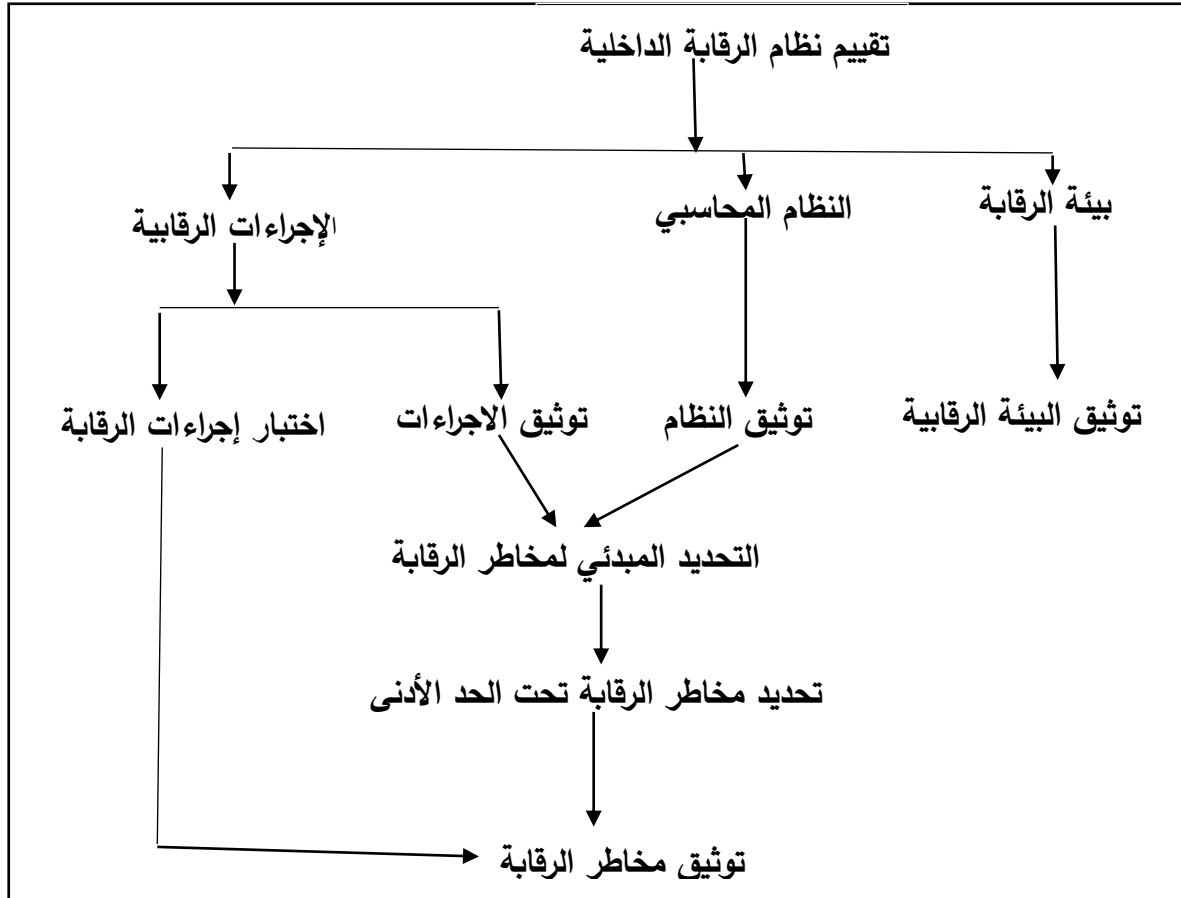 تقييم نظام الرقابة الداخلية
بيئة الرقابة
النظام المحاسبي
الإجراءات الرقابية
توثيق البيئة الرقابية
توثيق النظام
توثيق الاجراءات
اختبار إجراءات الرقابة
التحديد المبدئي لمخاطر الرقابة
تحديد مخاطر الرقابة تحت الحد الأدنى
توثيق مخاطر الرقابة